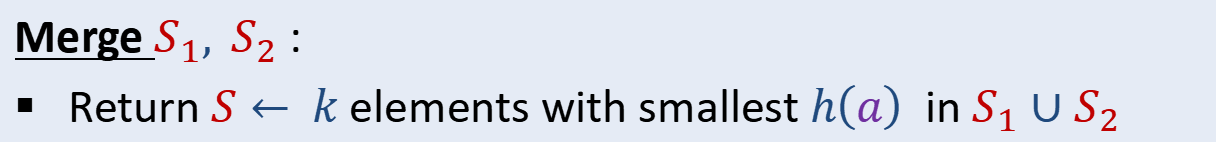 Merge S₁, S₂ :
▪ Return S ← k elements with smallest h(a) in S₁ ∪ S₂